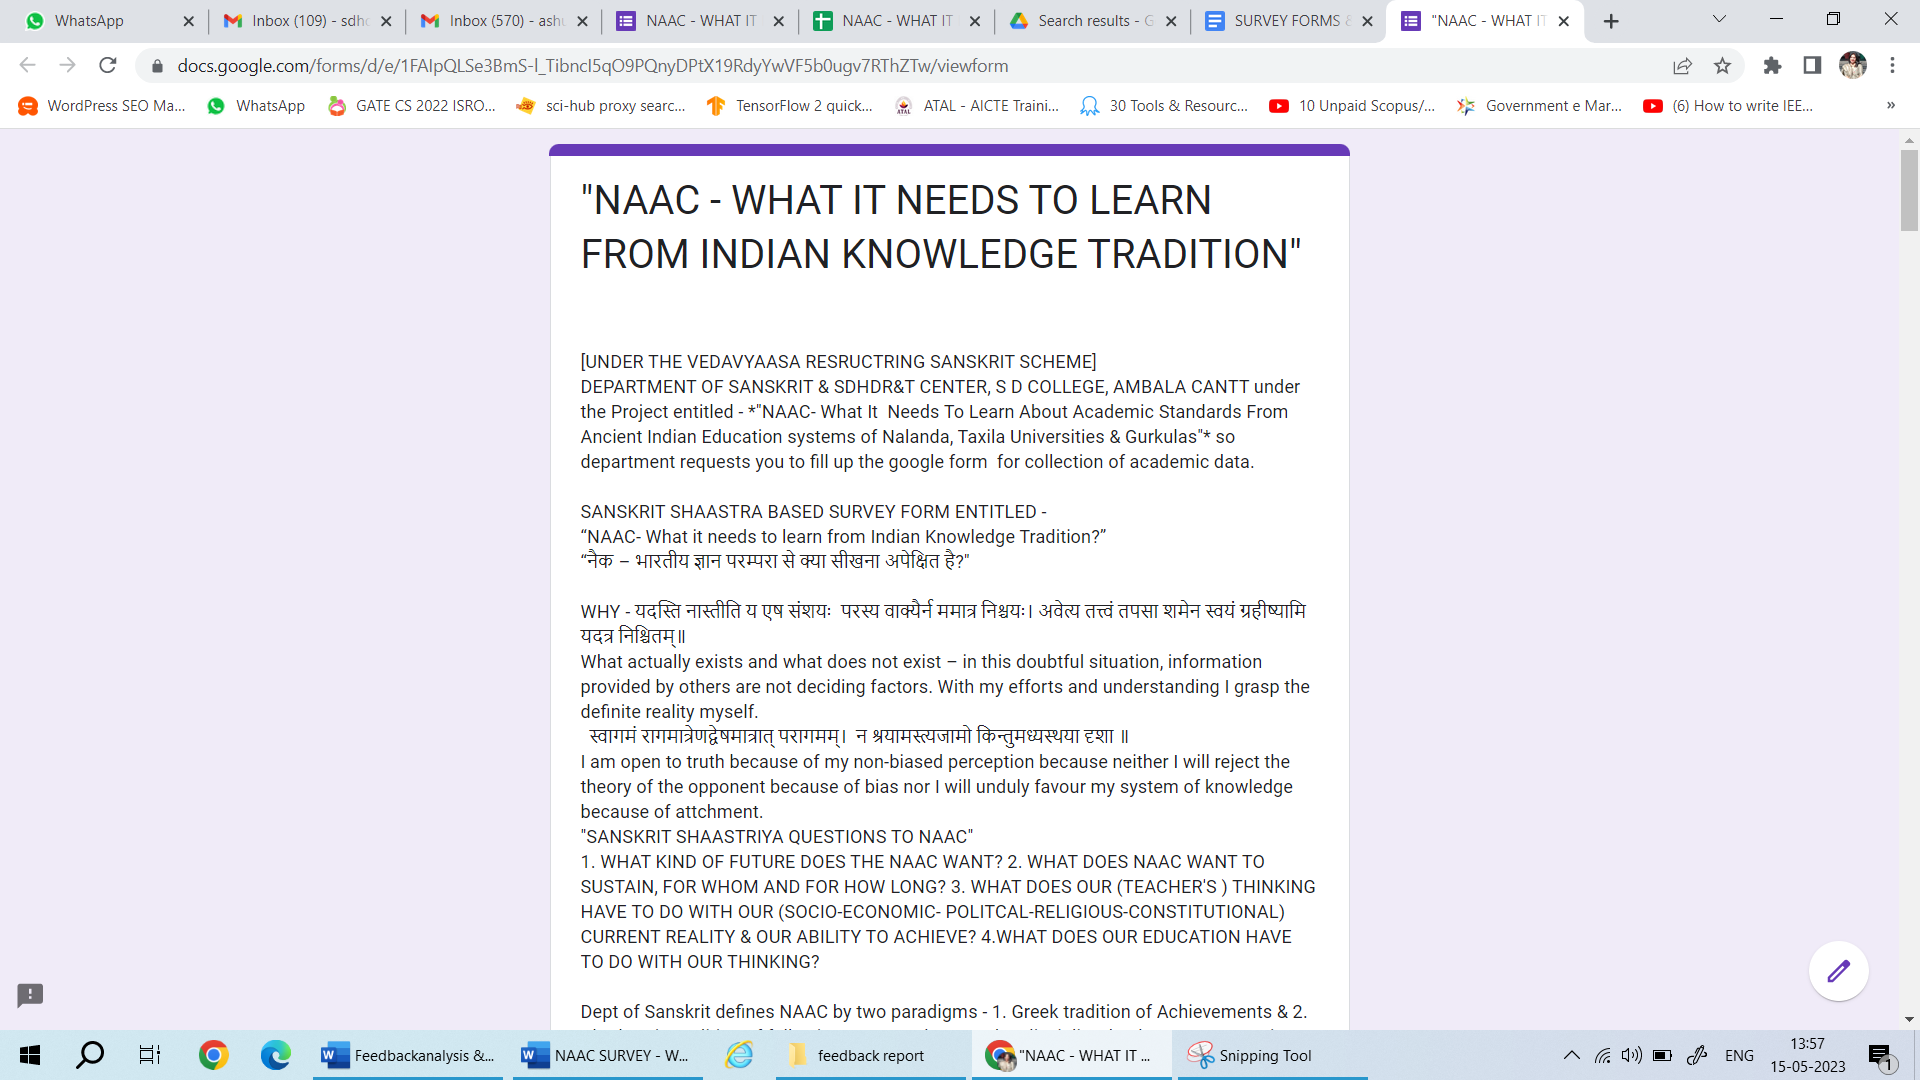 WhatsApp
Inbox (109) - sdhc
Inbox (570) - ash
NAAC - WHAT IT
NAAC - WHAT IT
Search results - G
SURVEY FORMS
"NAAC - WHAT IT
docs.google.com/forms/d/e/1FAIpQLSe3BmS-l_TibncI5qO9PQnyDPtX19RdyYwVF5b0ugv7RThZTw/viewform
WordPress SEO Ma...
WhatsApp
GATE CS 2022 ISRO...
sci-hub proxy searc...
TensorFlow 2 quick...
ATAL - AICTE Traini...
30 Tools & Resourc...
10 Unpaid Scopus/...
Government e Mar...
(6) How to write IEE...
»
"NAAC - WHAT IT NEEDS TO LEARN
FROM INDIAN KNOWLEDGE TRADITION"
[UNDER THE VEDAVYAASA RESRUCTRING SANSKRIT SCHEME]
DEPARTMENT OF SANSKRIT & SDHDR&T CENTER, S D COLLEGE, AMBALA CANTT under
the Project entitled - *"NAAC- What It  Needs To Learn About Academic Standards From
Ancient Indian Education systems of Nalanda, Taxila Universities & Gurkulas"* so
department requests you to fill up the google form  for collection of academic data.
SANSKRIT SHAASTRA BASED SURVEY FORM ENTITLED -
“NAAC- What it needs to learn from Indian Knowledge Tradition?”
“नैक – भारतीय ज्ञान परम्परा से क्या सीखना अपेक्षित है?"
WHY - यदस्ति नास्तीति य एष संशयः  परस्य वाक्यैर्न ममात्र निश्चयः। अवेत्य तत्त्वं तपसा शमेन स्वयं ग्रहीष्यामि
यदत्र निश्चितम्॥
What actually exists and what does not exist – in this doubtful situation, information
provided by others are not deciding factors. With my efforts and understanding I grasp the
definite reality myself.
स्वागमं रागमात्रेणद्वेषमात्रात् परागमम्।  न श्रयामस्त्यजामो किन्तुमध्यस्थया दृशा ॥
I am open to truth because of my non-biased perception because neither I will reject the
theory of the opponent because of bias nor I will unduly favour my system of knowledge
because of attchment.
"SANSKRIT SHAASTRIYA QUESTIONS TO NAAC"
1. WHAT KIND OF FUTURE DOES THE NAAC WANT? 2. WHAT DOES NAAC WANT TO
SUSTAIN, FOR WHOM AND FOR HOW LONG? 3. WHAT DOES OUR (TEACHER'S ) THINKING
HAVE TO DO WITH OUR (SOCIO-ECONOMIC- POLITCAL-RELIGIOUS-CONSTITUTIONAL)
CURRENT REALITY & OUR ABILITY TO ACHIEVE? 4.WHAT DOES OUR EDUCATION HAVE
TO DO WITH OUR THINKING?
Dept of Sanskrit defines NAAC by two paradigms - 1. Greek tradition of Achievements & 2.
Feedbackanalysis &...
NAAC SURVEY - W...
feedback report
"NAAC - WHAT IT ...
Snipping Tool
ENG
13:57
15-05-2023
1